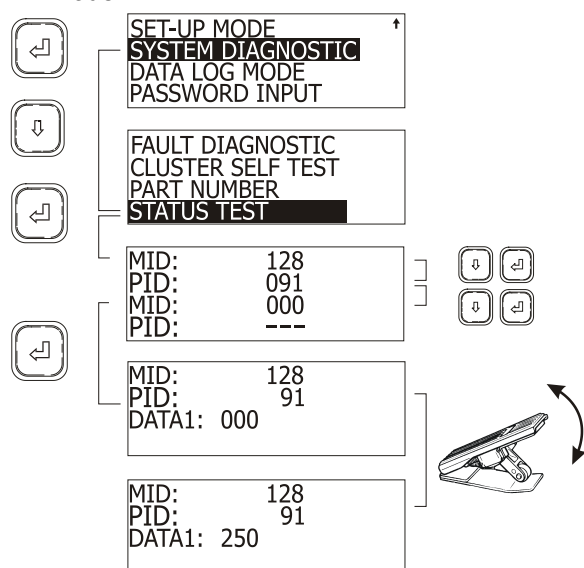 SET-UP MODE
SYSTEM DIAGNOSTIC
DATA LOG MODE
PASSWORD INPUT
FAULT DIAGNOSTIC
CLUSTER SELF TEST
PART NUMBER
STATUS TEST
MID: 128
PID: 091
MID: 000
PID: ---
MID: 128
PID: 91
DATA1: 000
MID: 128
PID: 91
DATA1: 250